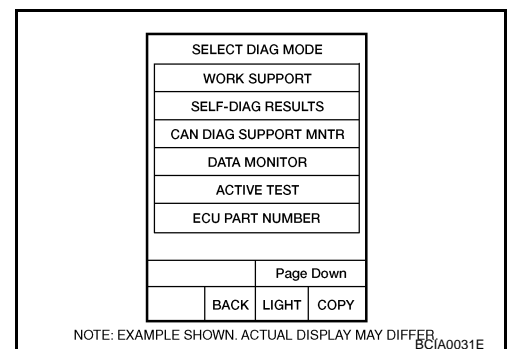 SELECT DIAG MODE
WORK SUPPORT
SELF-DIAG RESULTS
CAN DIAG SUPPORT MNTR
DATA MONITOR
ACTIVE TEST
ECU PART NUMBER
Page Down
BACK LIGHT COPY
NOTE: EXAMPLE SHOWN. ACTUAL DISPLAY MAY DIFFER.
BCIA0031E